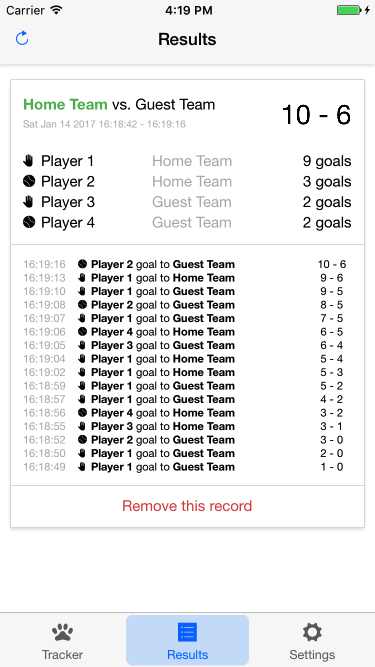 Carrier 4:19 PM
Results
Home Team vs. Guest Team 10 - 6
Sat Jan 14 2017 16:18:42 - 16:19:16
Player 1 Home Team 9 goals
Player 2 Home Team 3 goals
Player 3 Guest Team 2 goals
Player 4 Guest Team 2 goals
16:19:16 Player 2 goal to Guest Team 10 - 6
16:19:13 Player 1 goal to Home Team 9 - 6
16:19:10 Player 1 goal to Guest Team 9 - 5
16:19:08 Player 2 goal to Guest Team 8 - 5
16:19:07 Player 1 goal to Guest Team 7 - 5
16:19:06 Player 4 goal to Home Team 6 - 5
16:19:05 Player 3 goal to Guest Team 6 - 4
16:19:04 Player 1 goal to Home Team 5 - 4
16:19:02 Player 1 goal to Home Team 5 - 3
16:18:59 Player 1 goal to Guest Team 5 - 2
16:18:57 Player 1 goal to Guest Team 4 - 2
16:18:56 Player 4 goal to Home Team 3 - 2
16:18:55 Player 3 goal to Home Team 3 - 1
16:18:52 Player 2 goal to Guest Team 3 - 0
16:18:50 Player 1 goal to Guest Team 2 - 0
16:18:49 Player 1 goal to Guest Team 1 - 0
Remove this record
Tracker Results Settings